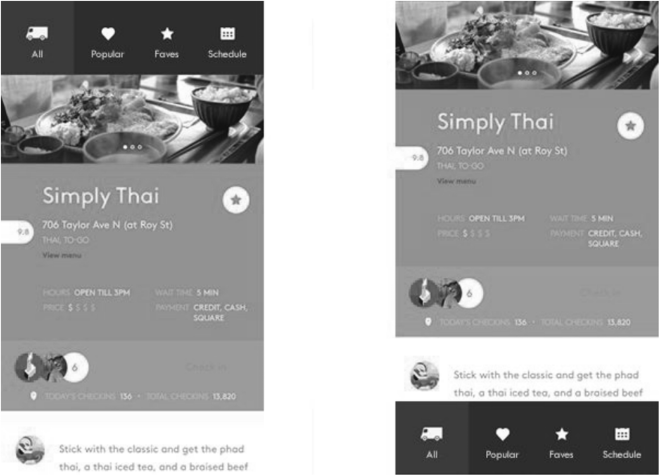 All Popular Faves Schedule
Simply Thai
706 Taylor Ave N (at Roy St)
9.8
THAI, TO-GO
View menu
HOURS OPEN TILL 3PM WAIT TIME 5 MIN
PRICE $ $ $ $ PAYMENT CREDIT, CASH,
SQUARE
6 Check in
TODAY'S CHECKINS 136 • TOTAL CHECKINS 13,820
Stick with the classic and get the phad
thai, a thai iced tea, and a braised beef
Simply Thai
706 Taylor Ave N (at Roy St)
9.8
THAI, TO-GO
View menu
HOURS OPEN TILL 3PM WAIT TIME 5 MIN
PRICE $ $ $ $ PAYMENT CREDIT, CASH,
SQUARE
6 Check in
TODAY'S CHECKINS 136 • TOTAL CHECKINS 13,820
Stick with the classic and get the phad
thai, a thai iced tea, and a braised beef
All Popular Faves Schedule